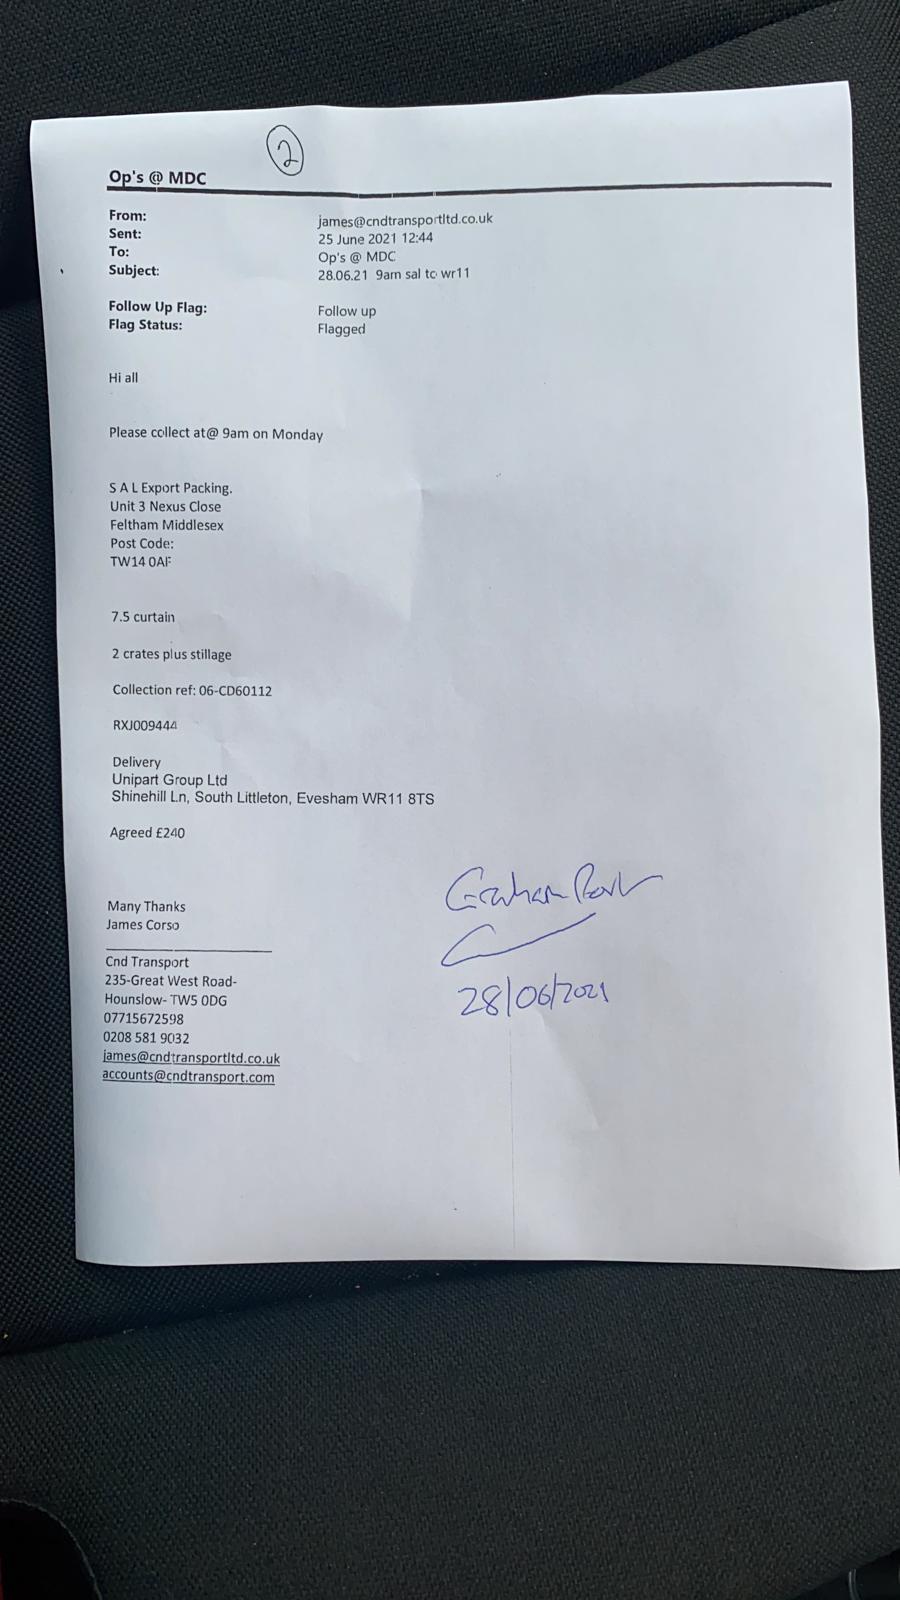 2
Op's @ MDC
From: james@cndtransportltd.co.uk
Sent: 25 June 2021 12:44
To: Op's @ MDC
Subject: 28.06.21 9am sal to wr11
Follow Up Flag: Follow up
Flag Status: Flagged
Hi all
Please collect at@ 9am on Monday
S A L Export Packing.
Unit 3 Nexus Close
Feltham Middlesex
Post Code:
TW14 0AF
7.5 curtain
2 crates plus stillage
Collection ref: 06-CD60112
RXJ009444
Delivery
Unipart Group Ltd
Shinehill Ln, South Littleton, Evesham WR11 8TS
Agreed £240
Many Thanks
James Corso
Cnd Transport
235-Great West Road-
Hounslow- TW5 0DG
07715672598
0208 581 9032
james@cndtransportltd.co.uk
accounts@cndtransport.com
Graham
28/06/2021